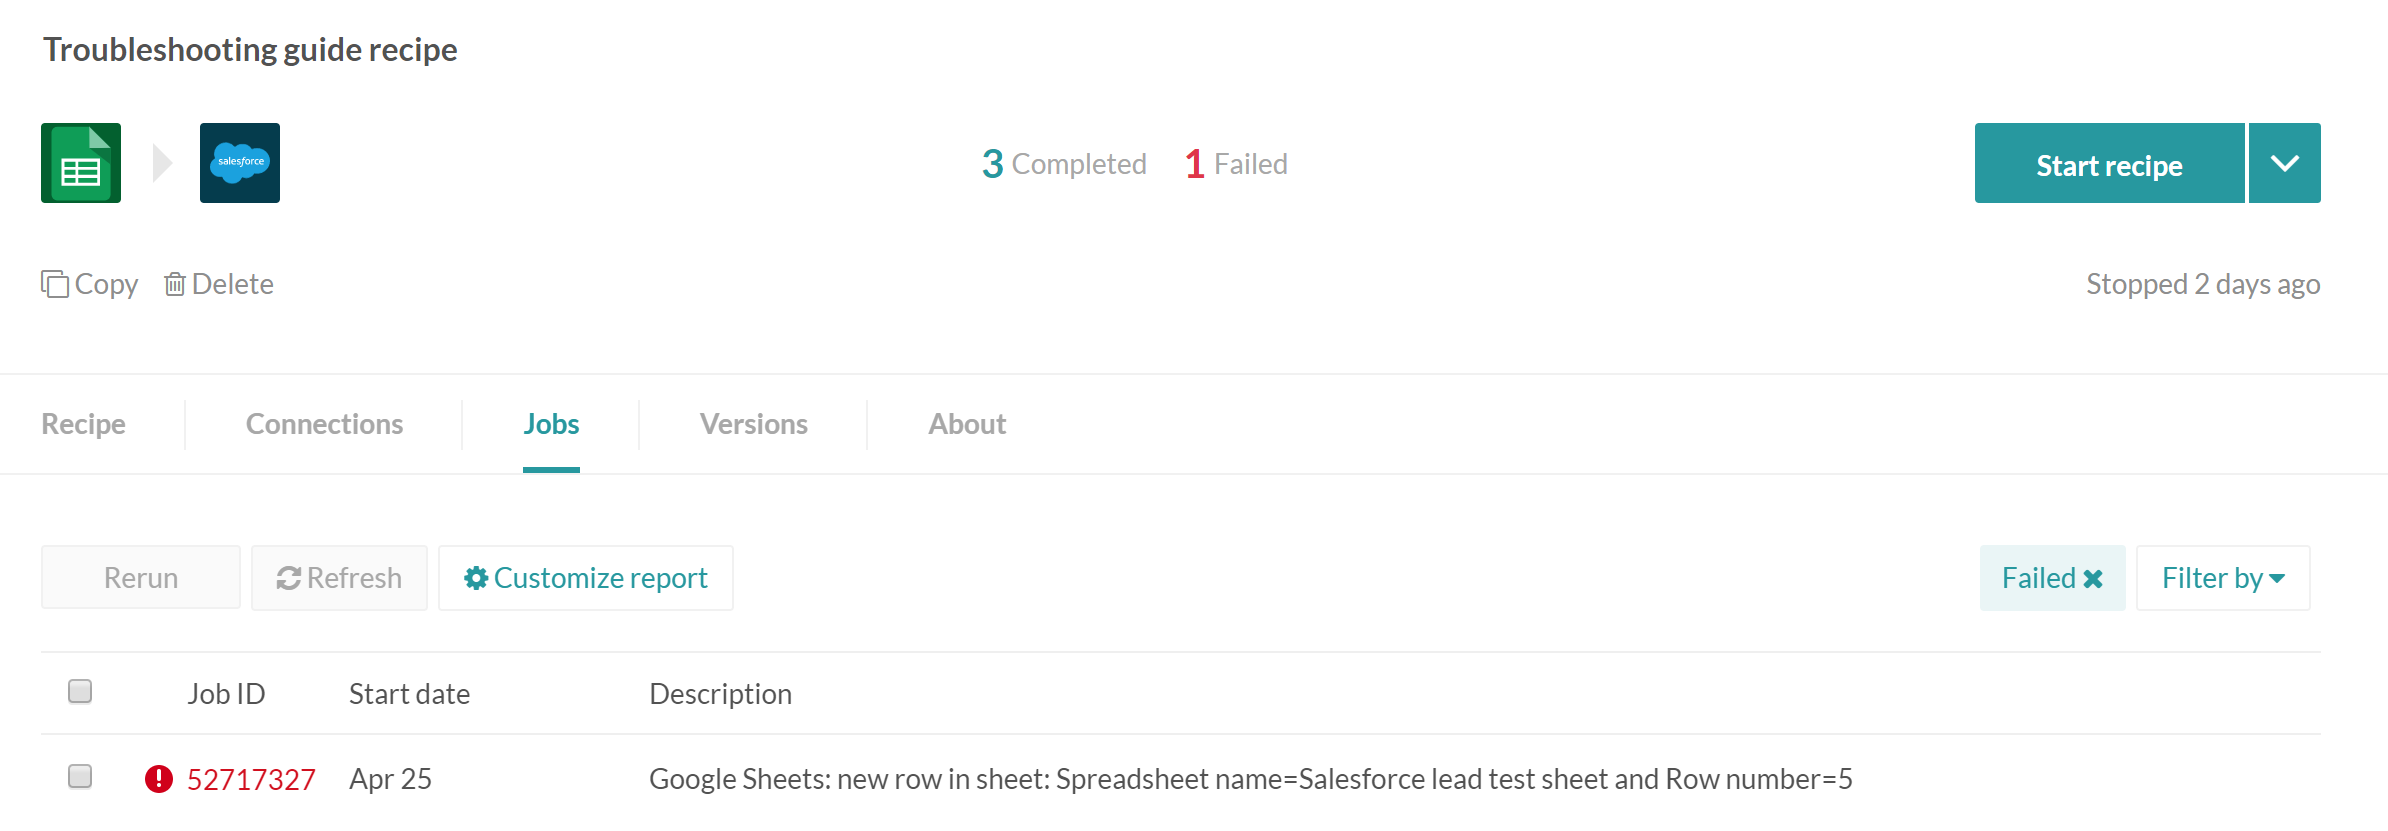 Troubleshooting guide recipe
salesforce
3 Completed 1 Failed
Start recipe
Copy Delete
Stopped 2 days ago
Recipe Connections Jobs Versions About
Rerun Refresh Customize report Failed Filter by
Job ID Start date Description
52717327 Apr 25 Google Sheets: new row in sheet: Spreadsheet name=Salesforce lead test sheet and Row number=5